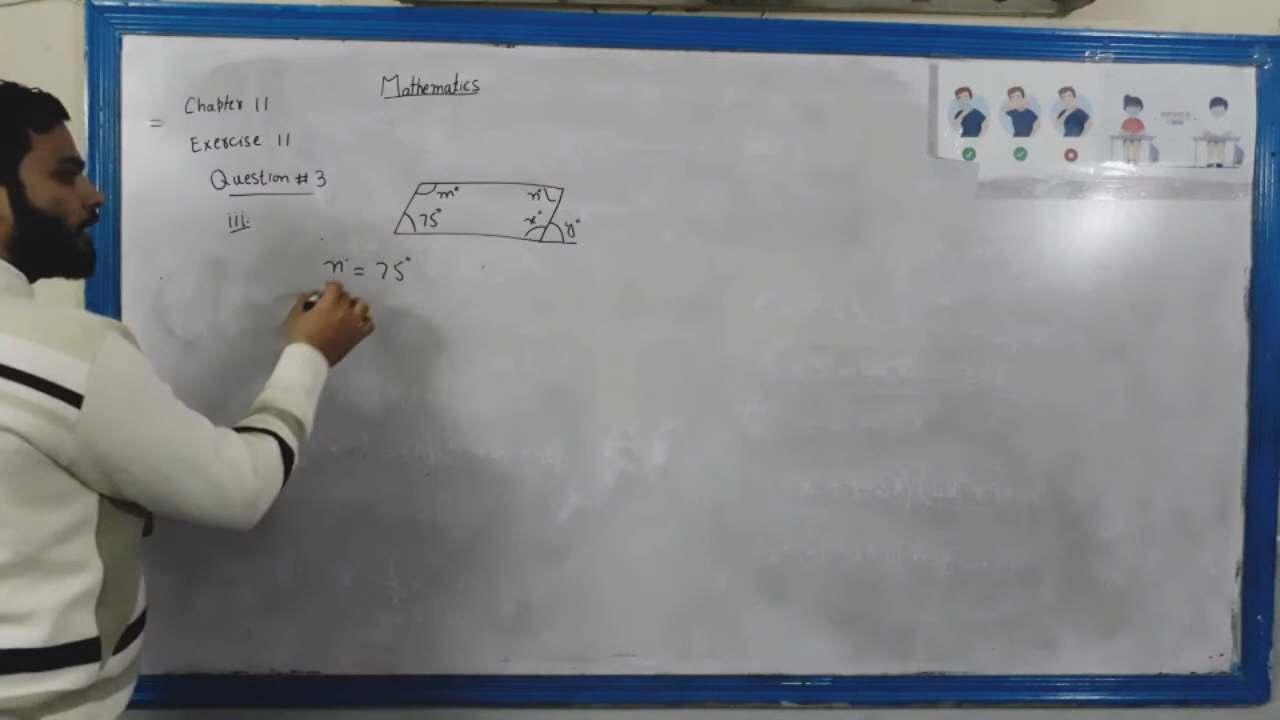 Mathematics
= Chapter 11
Exercise 11
Question # 3
iii.
m° n°
75° x° y°
n° = 75°